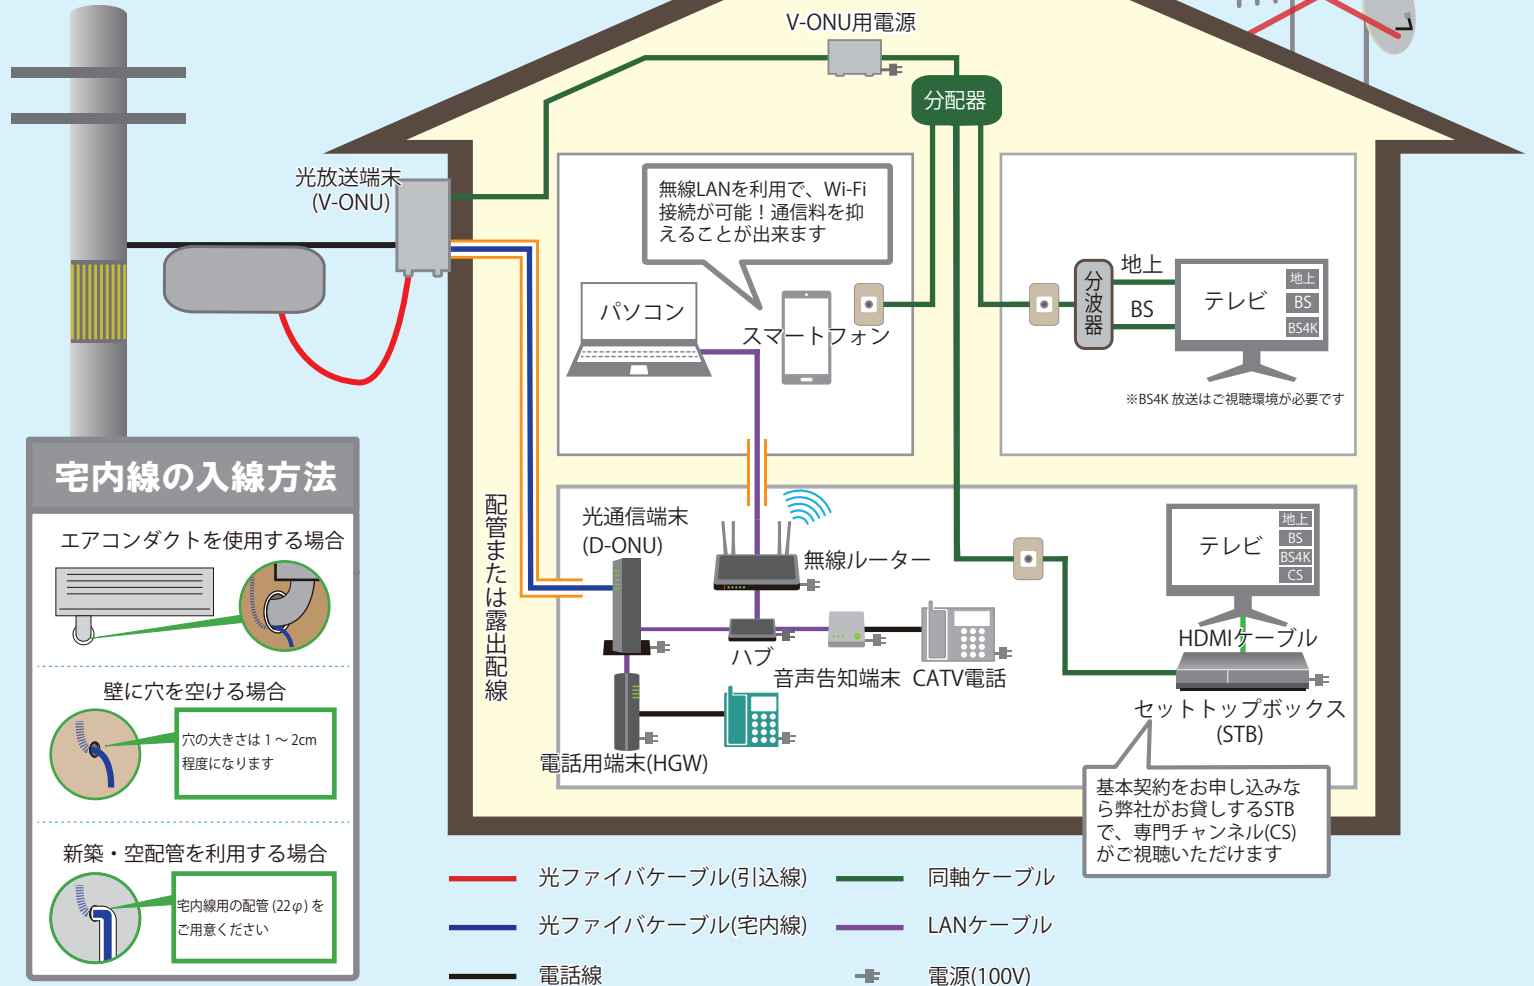 V-ONU用電源
分配器
光放送端末
(V-ONU)
無線LANを利用で、Wi-Fi
接続が可能！通信料を抑
えることが出来ます
パソコン
スマートフォン
分波器
地上
BS
テレビ
地上
BS
BS4K
※BS4K 放送はご視聴環境が必要です
宅内線の入線方法
エアコンダクトを使用する場合
壁に穴を空ける場合
穴の大きさは 1 ～ 2cm
程度になります
新築・空配管を利用する場合
宅内線用の配管 (22φ) を
ご用意ください
配管または露出配線
光通信端末
(D-ONU)
無線ルーター
ハブ
音声告知端末
CATV電話
電話用端末(HGW)
テレビ
地上
BS
BS4K
CS
HDMIケーブル
セットトップボックス
(STB)
基本契約をお申し込みな
ら弊社がお貸しするSTB
で、専門チャンネル(CS)
がご視聴いただけます
光ファイバケーブル(引込線)
同軸ケーブル
光ファイバケーブル(宅内線)
LANケーブル
電話線
電源(100V)